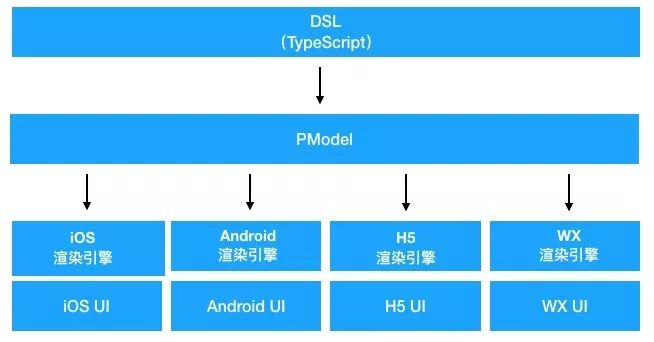 DSL
(TypeScript)
PModel
iOS
渲染引擎
Android
渲染引擎
H5
渲染引擎
WX
渲染引擎
iOS UI
Android UI
H5 UI
WX UI